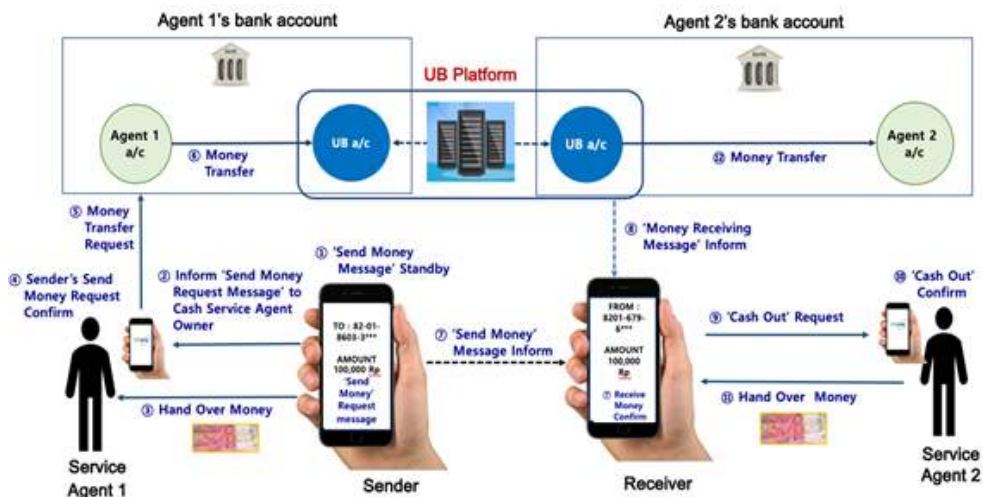 Agent 1's bank account
Agent 2's bank account
UB Platform
BANK
BANK
Agent 1
a/c
UB a/c
UB a/c
Agent 2
a/c
⑥ Money
Transfer
⑫ Money Transfer
⑤ Money
Transfer
Request
⑧ 'Money Receiving
Message' Inform
① 'Send Money
Message' Standby
④ Sender's Send
Money Request
Confirm
② Inform 'Send Money
Request Message' to
Cash Service Agent
Owner
⑩ 'Cash Out'
Confirm
TO : 82-01-
8603-3***
AMOUNT
100,000 Rp
'Send
Money'
Request
message
⑦ 'Send Money'
Message Inform
FROM :
8201-679-
6***
AMOUNT
100,000
Rp
⑦ Receive
Money
Confirm
⑨ 'Cash Out' Request
③ Hand Over Money
⑪ Hand Over Money
Service
Agent 1
Sender
Receiver
Service
Agent 2